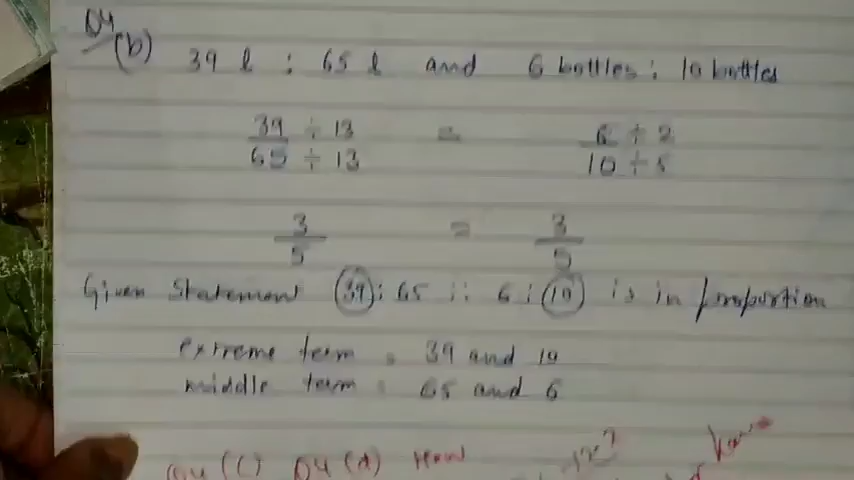 Q4
(b) 39 l : 65 l and 6 bottles : 10 bottles
39 ÷ 13 = 6 ÷ 2
65 ÷ 13 10 ÷ 5
3 = 3
5 5
Given statement 39 : 65 :: 6 : 10 is in proportion
extreme term = 39 and 10
middle term = 65 and 6
Q4 (C) Q4 (d)